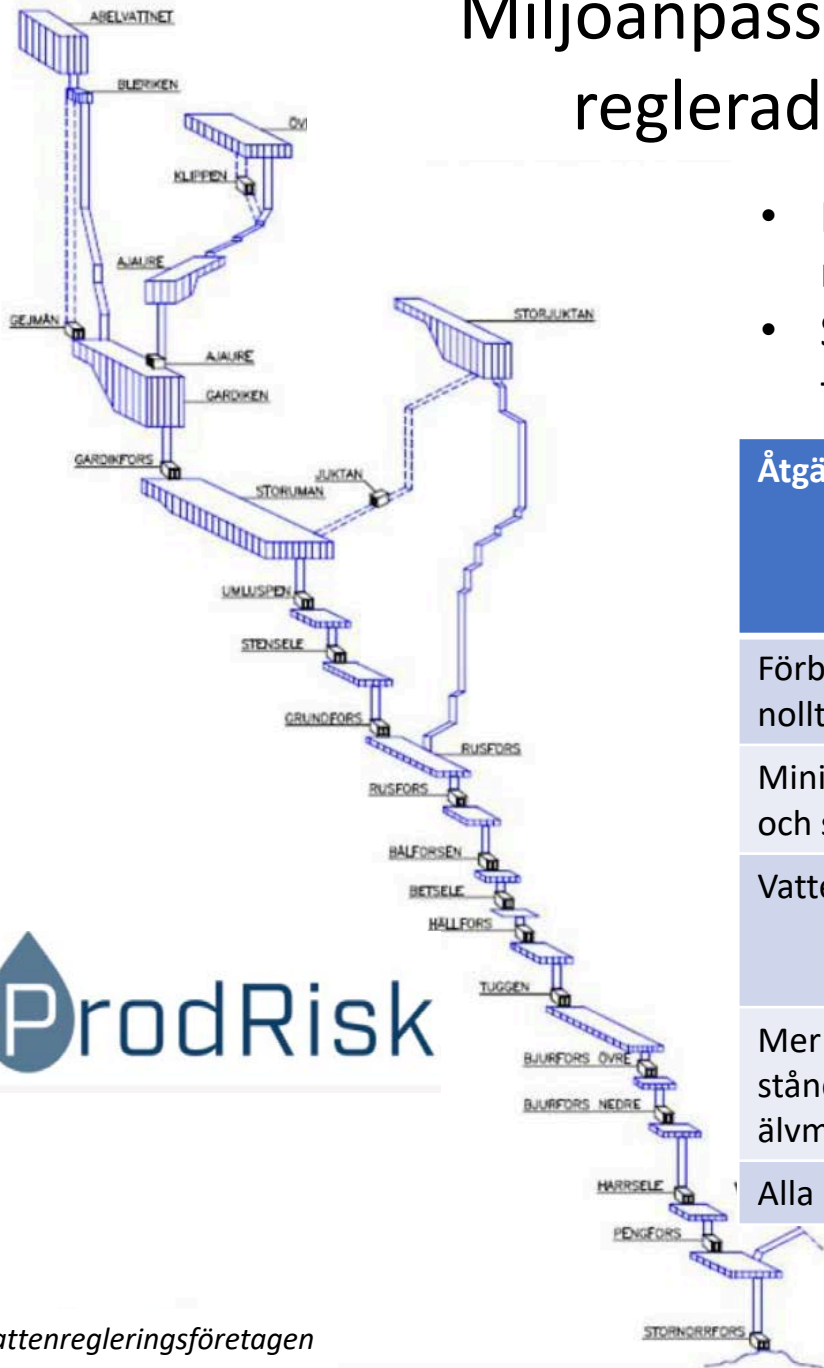 Miljöanpass
reglerad
ABELVATTNET
BLERIKEN
ÖV
KLIPPEN
AJAURE
GEJMÅN
AJAURE
GARDIKEN
STORJUKTAN
GARDIKFORS
JUKTAN
STORUMAN
UMLUSPEN
STENSELE
GRUNDFORS
RUSFORS
RUSFORS
BÅLFORSEN
BETSELE
HÄLLFORS
TUGGEN
BJURFORS ÖVRE
BJURFORS NEDRE
HARRSELE
PENGFORS
STORNORRFORS
ProdRisk
attenregleringsföretagen
• 
• S
Åtgä
Förb
nollt
Mini
och s
Vatte
Mer
stånd
älvm
Alla